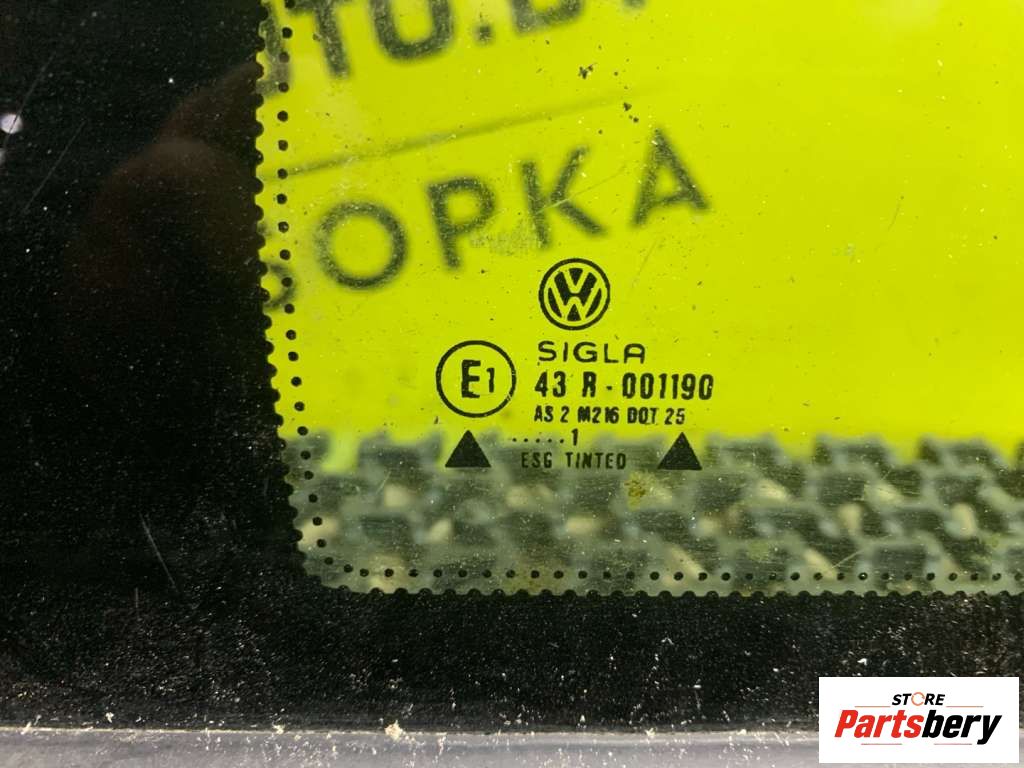 ОРКА
SIGLA
E1
43 R - 001190
AS 2 M216 DOT 25
.....1
ESG TINTED
STORE
Partsbery